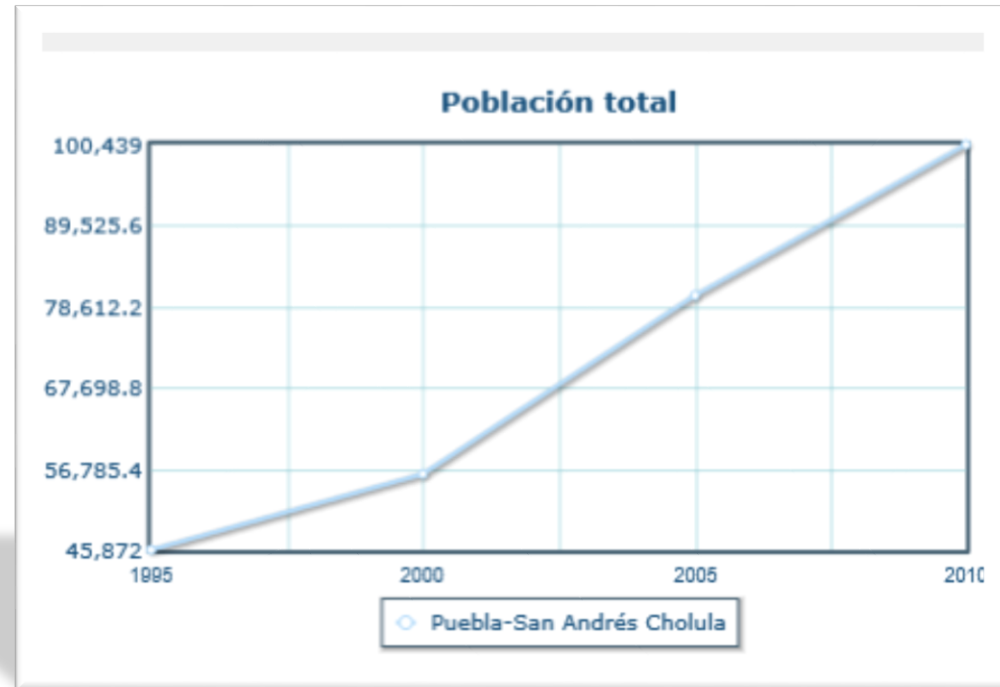 Población total
100,439
89,525.6
78,612.2
67,698.8
56,785.4
45,872
1995 2000 2005 2010
Puebla-San Andrés Cholula